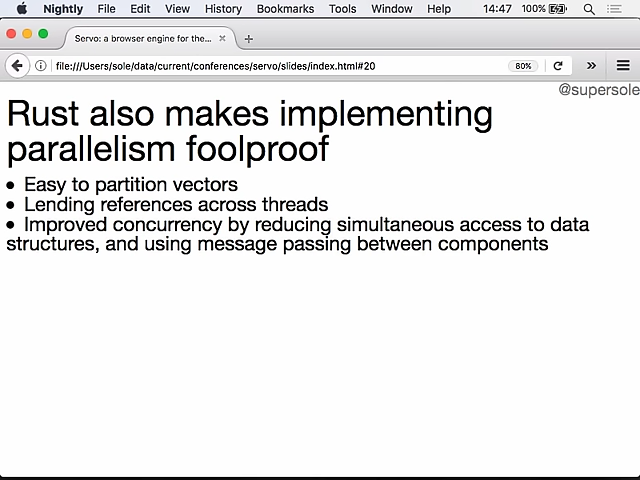 Nightly File Edit View History Bookmarks Tools Window Help 14:47 100%
Servo: a browser engine for the...
file:///Users/sole/data/current/conferences/servo/slides/index.html#20 80%
@supersole
Rust also makes implementing
parallelism foolproof
• Easy to partition vectors
• Lending references across threads
• Improved concurrency by reducing simultaneous access to data
structures, and using message passing between components